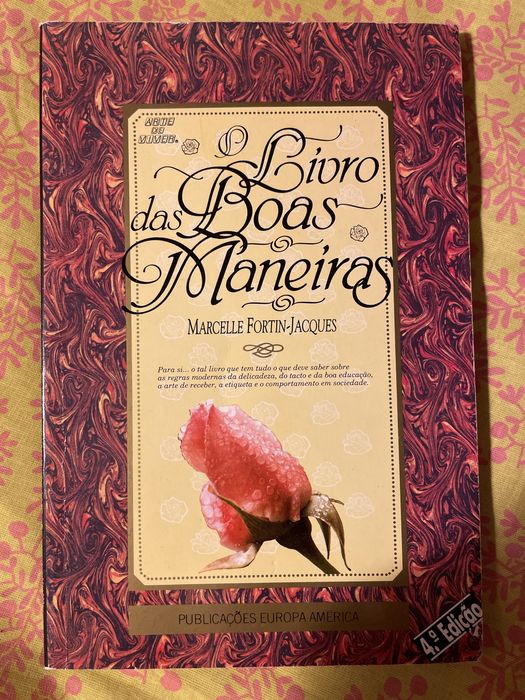 ARTE
DE
VIVER.
O Livro
das Boas
Maneiras
MARCELLE FORTIN-JACQUES
Para si... o tal livro que tem tudo o que deve saber sobre
as regras modernas da delicadeza, do tacto e da boa educação,
a arte de receber, a etiqueta e o comportamento em sociedade.
PUBLICAÇÕES EUROPA-AMÉRICA
4.ª Edição